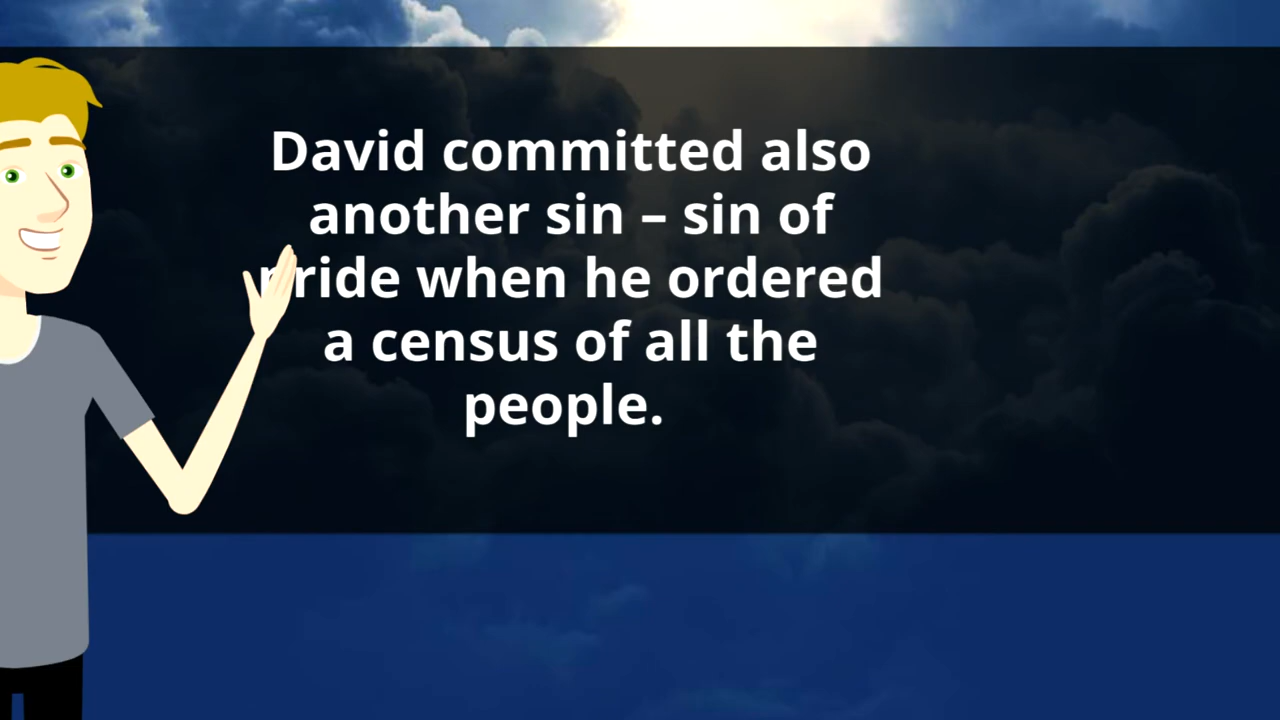 David committed also
another sin – sin of
pride when he ordered
a census of all the
people.